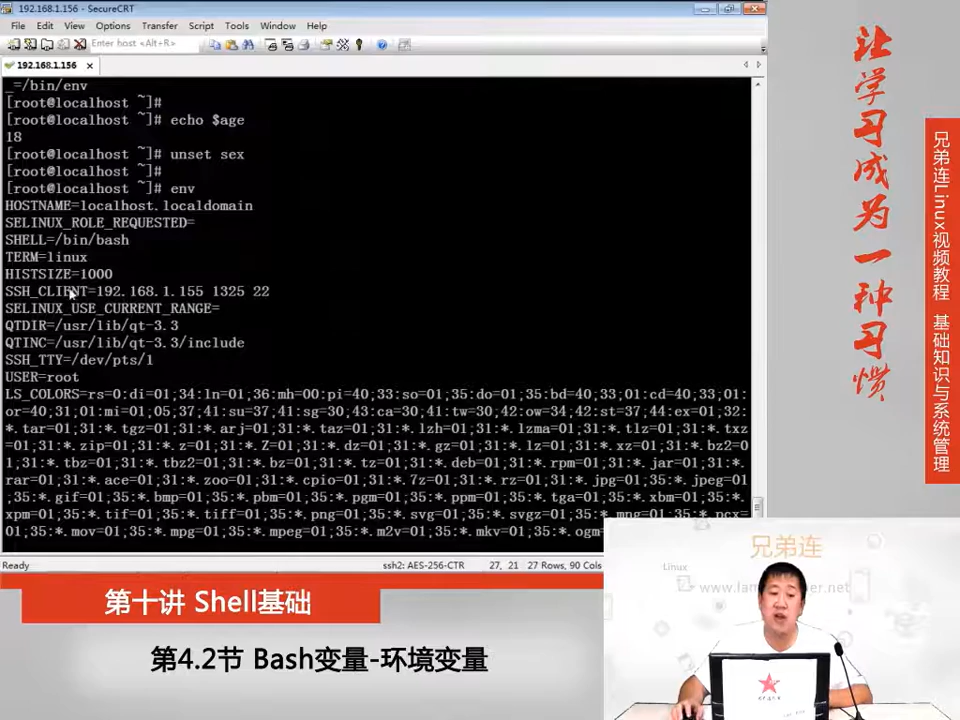 192.168.1.156 - SecureCRT
File Edit View Options Transfer Script Tools Window Help
Enter host <Alt+R>
192.168.1.156
_=/bin/env
[root@localhost ~]#
[root@localhost ~]# echo $age
18
[root@localhost ~]# unset sex
[root@localhost ~]#
[root@localhost ~]# env
HOSTNAME=localhost.localdomain
SELINUX_ROLE_REQUESTED=
SHELL=/bin/bash
TERM=linux
HISTSIZE=1000
SSH_CLIENT=192.168.1.155 1325 22
SELINUX_USE_CURRENT_RANGE=
QTDIR=/usr/lib/qt-3.3
QTINC=/usr/lib/qt-3.3/include
SSH_TTY=/dev/pts/1
USER=root
LS_COLORS=rs=0:di=01;34:ln=01;36:mh=00:pi=40;33:so=01;35:do=01;35:bd=40;33;01:cd=40;33;01:
or=40;31;01:mi=01;05;37;41:su=37;41:sg=30;43:ca=30;41:tw=30;42:ow=34;42:st=37;44:ex=01;32:
*.tar=01;31:*.tgz=01;31:*.arj=01;31:*.taz=01;31:*.lzh=01;31:*.lzma=01;31:*.tlz=01;31:*.txz
=01;31:*.zip=01;31:*.z=01;31:*.Z=01;31:*.dz=01;31:*.gz=01;31:*.lz=01;31:*.xz=01;31:*.bz2=0
1;31:*.tbz=01;31:*.tbz2=01;31:*.bz=01;31:*.tz=01;31:*.deb=01;31:*.rpm=01;31:*.jar=01;31:*.
rar=01;31:*.ace=01;31:*.zoo=01;31:*.cpio=01;31:*.7z=01;31:*.rz=01;31:*.jpg=01;35:*.jpeg=01
;35:*.gif=01;35:*.bmp=01;35:*.pbm=01;35:*.pgm=01;35:*.ppm=01;35:*.tga=01;35:*.xbm=01;35:*.
xpm=01;35:*.tif=01;35:*.tiff=01;35:*.png=01;35:*.svg=01;35:*.svgz=01;35:*.mng=01;35:*.pcx=
01;35:*.mov=01;35:*.mpg=01;35:*.mpeg=01;35:*.m2v=01;35:*.mkv=01;35:*.ogm=
Ready ssh2: AES-256-CTR 27, 21 27 Rows, 90 Cols
让学习成为一种习惯
兄弟连Linux视频教程 基础知识与系统管理
兄弟连
Linux
第十讲 Shell基础
第4.2节 Bash变量-环境变量